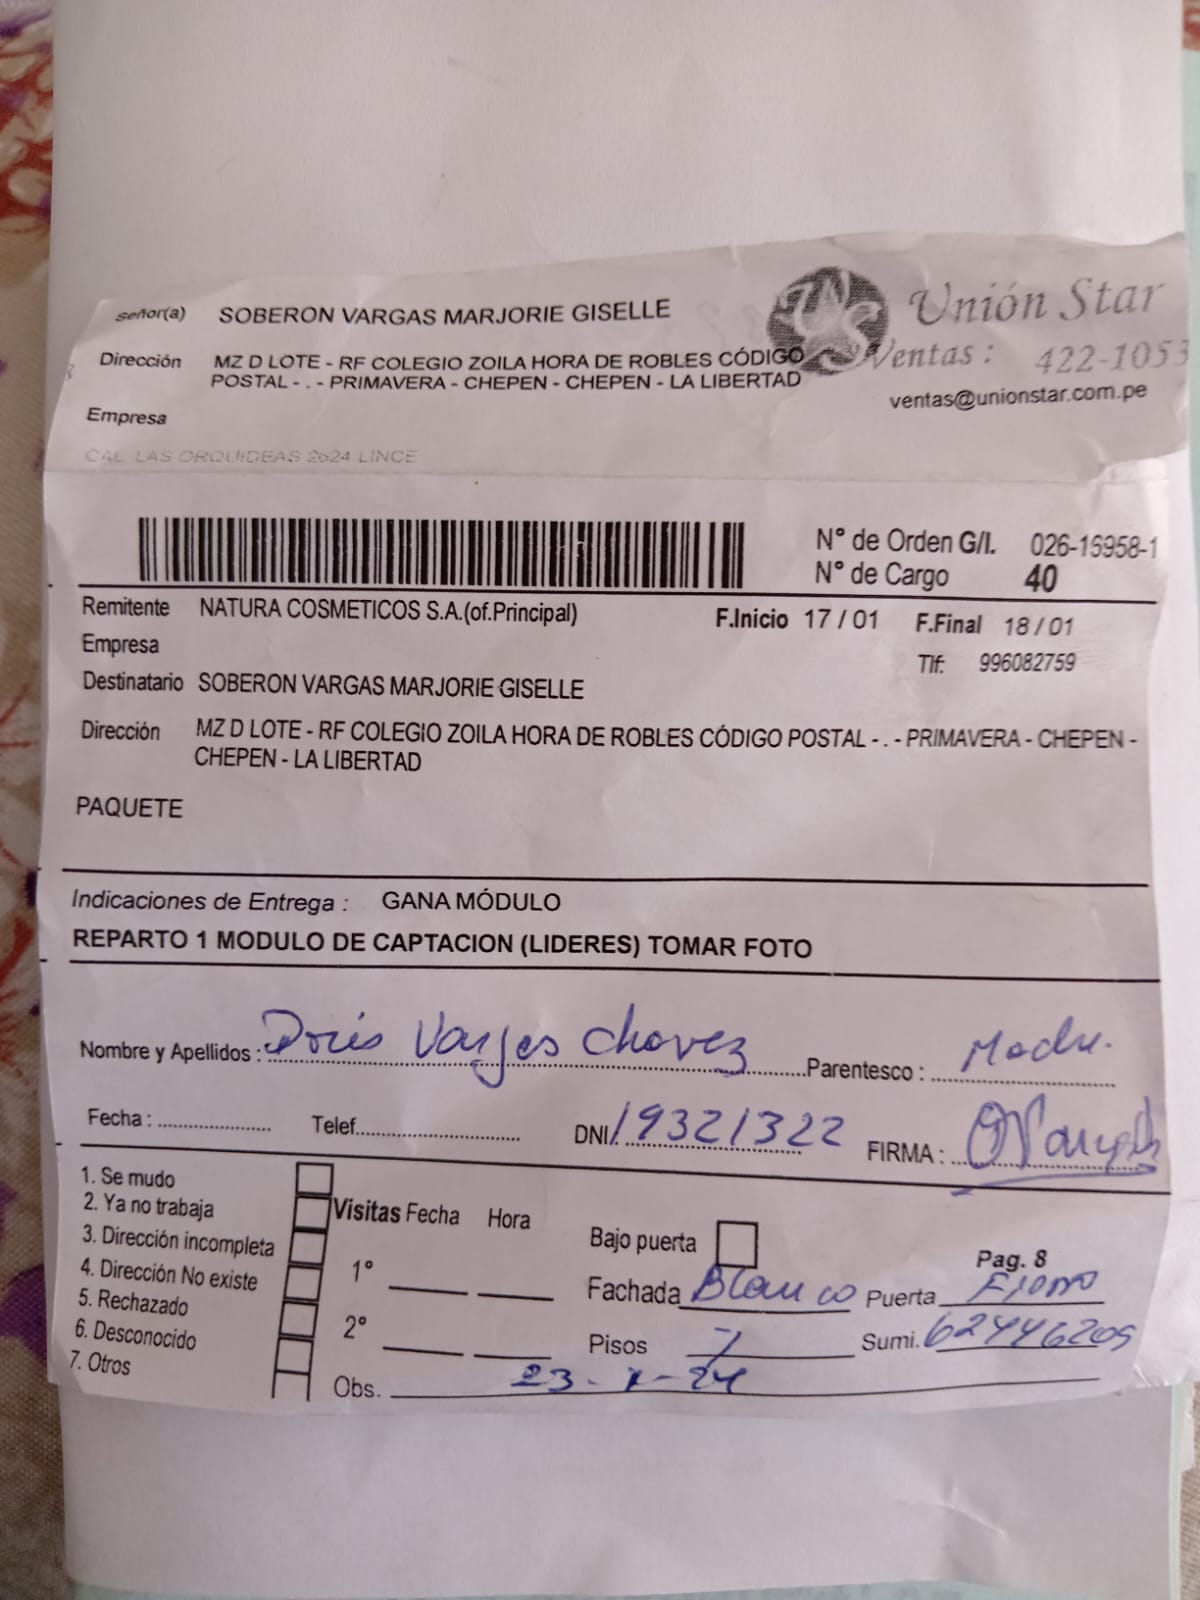 Señor(a) SOBERON VARGAS MARJORIE GISELLE
Unión Star
Dirección MZ D LOTE - RF COLEGIO ZOILA HORA DE ROBLES CÓDIGO
POSTAL - . - PRIMAVERA - CHEPEN - CHEPEN - LA LIBERTAD
Ventas : 422-1053
ventas@unionstar.com.pe
Empresa
CAL LAS ORQUIDEAS 2624 LINCE
N° de Orden G/I. 026-16958-1
N° de Cargo 40
Remitente NATURA COSMETICOS S.A.(of.Principal) F.Inicio 17 / 01 F.Final 18 / 01
Empresa Tlf: 996082759
Destinatario SOBERON VARGAS MARJORIE GISELLE
Dirección MZ D LOTE - RF COLEGIO ZOILA HORA DE ROBLES CÓDIGO POSTAL - . - PRIMAVERA - CHEPEN -
CHEPEN - LA LIBERTAD
PAQUETE
Indicaciones de Entrega : GANA MÓDULO
REPARTO 1 MODULO DE CAPTACION (LIDERES) TOMAR FOTO
Nombre y Apellidos : Doris Vargas Chavez Parentesco :
Fecha : Telef. DNI/. 19321322 FIRMA :
1. Se mudo
2. Ya no trabaja
3. Dirección incompleta
4. Dirección No existe
5. Rechazado
6. Desconocido
7. Otros
Visitas Fecha Hora
1°
2°
Bajo puerta
Pag. 8
Fachada Blanco Puerta Fierro
Pisos 1 Sumi. 62446205
Obs. 23 - 1 - 24